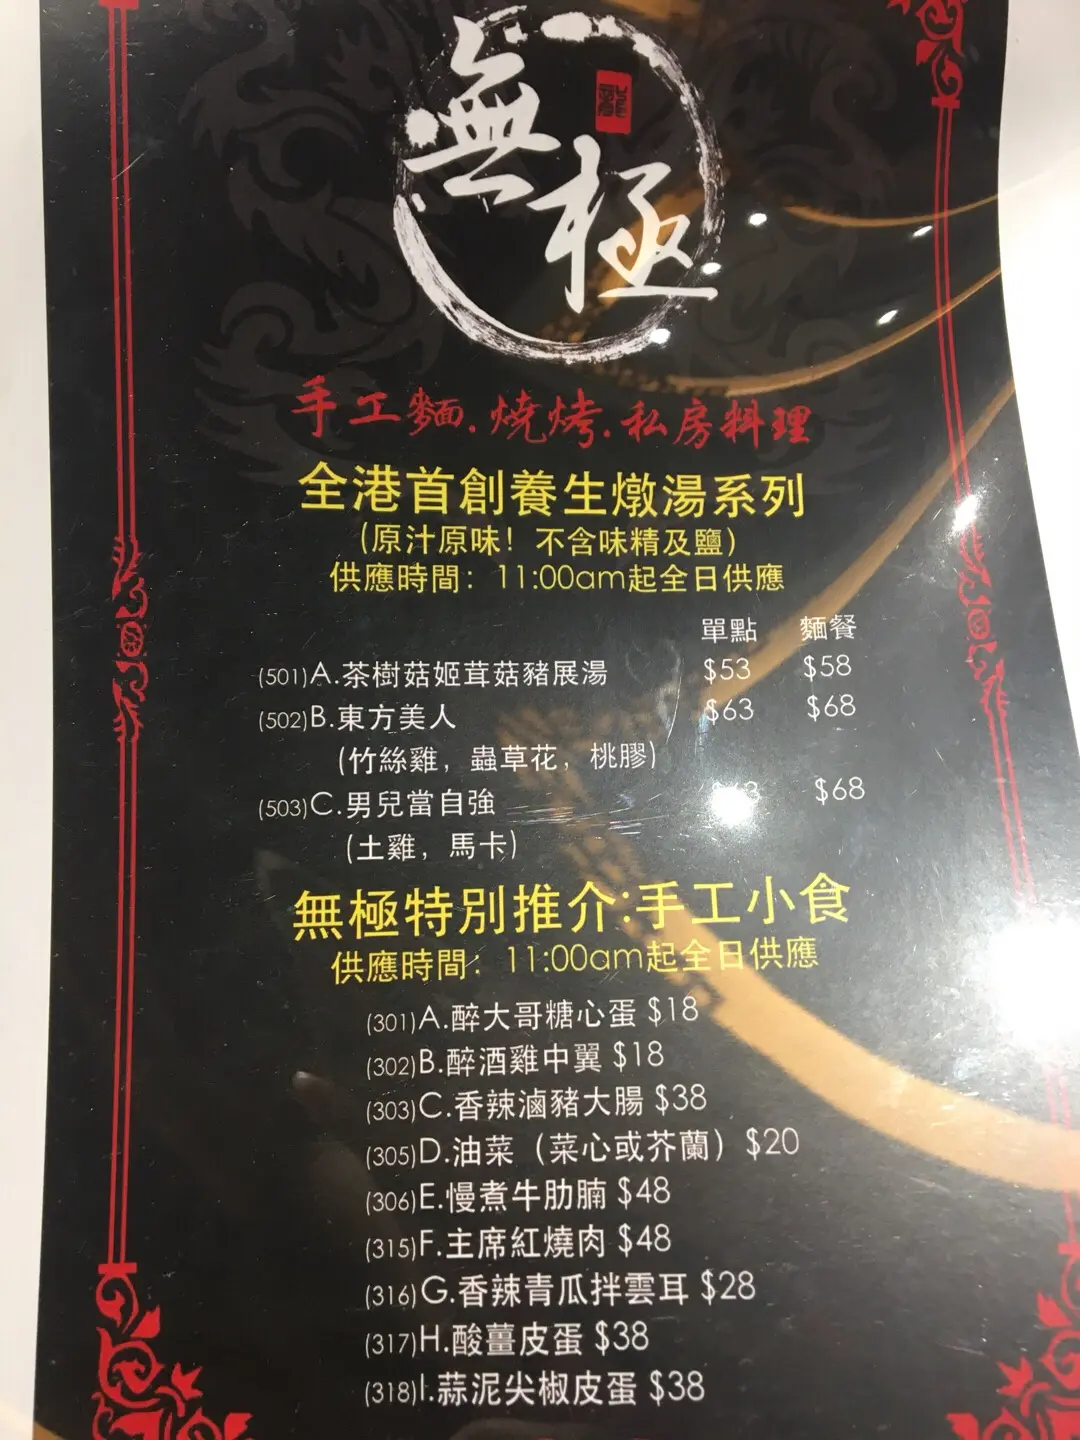 無極
龍
手工麵.燒烤.私房料理
全港首創養生燉湯系列
(原汁原味！不含味精及鹽)
供應時間：11:00am起全日供應
單點 麵餐
(501)A.茶樹菇姬茸菇豬展湯 $53 $58
(502)B.東方美人 $63 $68
(竹絲雞，蟲草花，桃膠)
(503)C.男兒當自強 $68
(土雞，馬卡)
無極特別推介:手工小食
供應時間：11:00am起全日供應
(301)A.醉大哥糖心蛋 $18
(302)B.醉酒雞中翼 $18
(303)C.香辣滷豬大腸 $38
(305)D.油菜（菜心或芥蘭）$20
(306)E.慢煮牛肋腩 $48
(315)F.主席紅燒肉 $48
(316)G.香辣青瓜拌雲耳 $28
(317)H.酸薑皮蛋 $38
(318)I.蒜泥尖椒皮蛋 $38